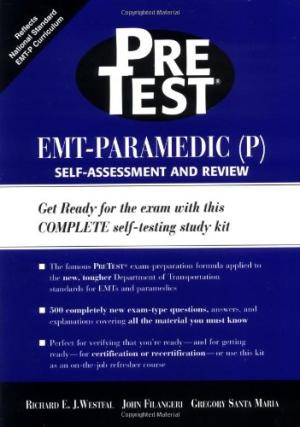 Reflects
National Standard
EMT-P Curriculum
PRE
TEST®
EMT-PARAMEDIC (P)
SELF-ASSESSMENT AND REVIEW
Get Ready for the exam with this
COMPLETE self-testing study kit
■ The famous PRETEST® exam-preparation formula applied to
the new, tougher Department of Transportation
standards for EMTs and paramedics
■ 500 completely new exam-type questions, answers, and
explanations covering all the material you must know
■ Perfect for verifying that you're ready—and for getting
ready—for certification or recertification—or use this kit
as an on-the-job refresher course
RICHARD E. J.WESTFAL JOHN FILANGERI GREGORY SANTA MARIA